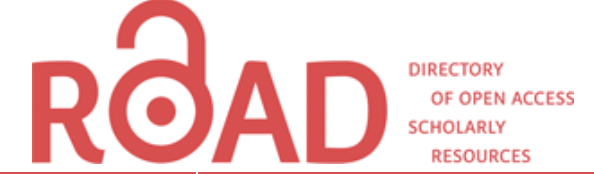 ROAD
DIRECTORY
OF OPEN ACCESS
SCHOLARLY
RESOURCES